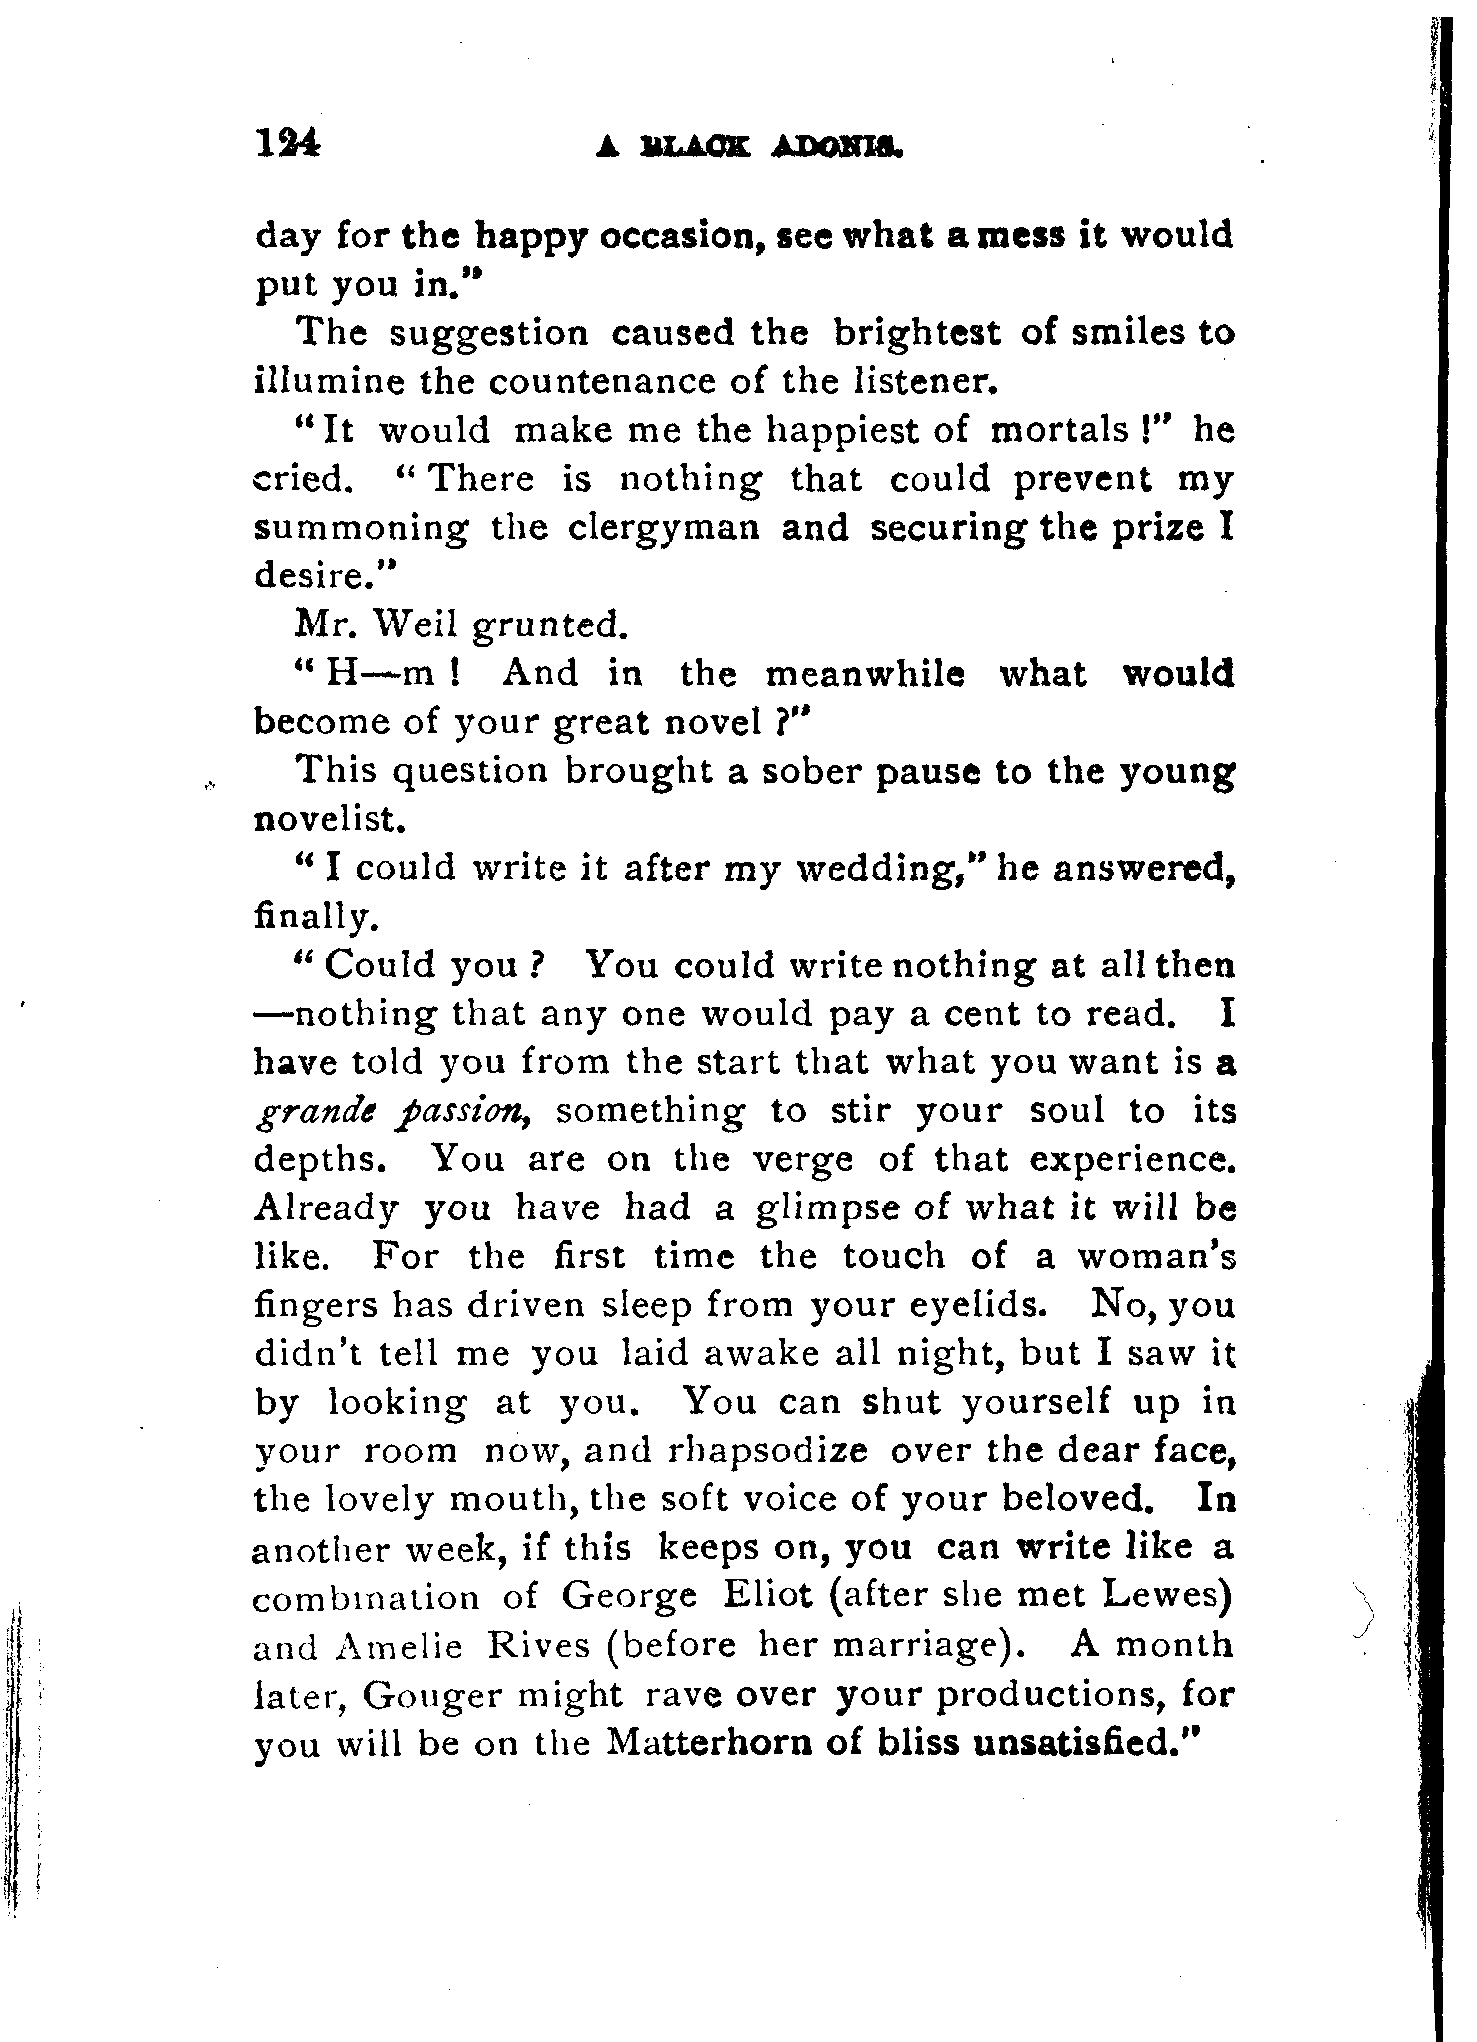 124 A BLACK ADONIS.
day for the happy occasion, see what a mess it would
put you in."
The suggestion caused the brightest of smiles to
illumine the countenance of the listener.
"It would make me the happiest of mortals !" he
cried. "There is nothing that could prevent my
summoning the clergyman and securing the prize I
desire."
Mr. Weil grunted.
"H—m ! And in the meanwhile what would
become of your great novel ?"
This question brought a sober pause to the young
novelist.
"I could write it after my wedding," he answered,
finally.
"Could you ? You could write nothing at all then
—nothing that any one would pay a cent to read. I
have told you from the start that what you want is a
grande passion, something to stir your soul to its
depths. You are on the verge of that experience.
Already you have had a glimpse of what it will be
like. For the first time the touch of a woman's
fingers has driven sleep from your eyelids. No, you
didn't tell me you laid awake all night, but I saw it
by looking at you. You can shut yourself up in
your room now, and rhapsodize over the dear face,
the lovely mouth, the soft voice of your beloved. In
another week, if this keeps on, you can write like a
combination of George Eliot (after she met Lewes)
and Amelie Rives (before her marriage). A month
later, Gouger might rave over your productions, for
you will be on the Matterhorn of bliss unsatisfied."